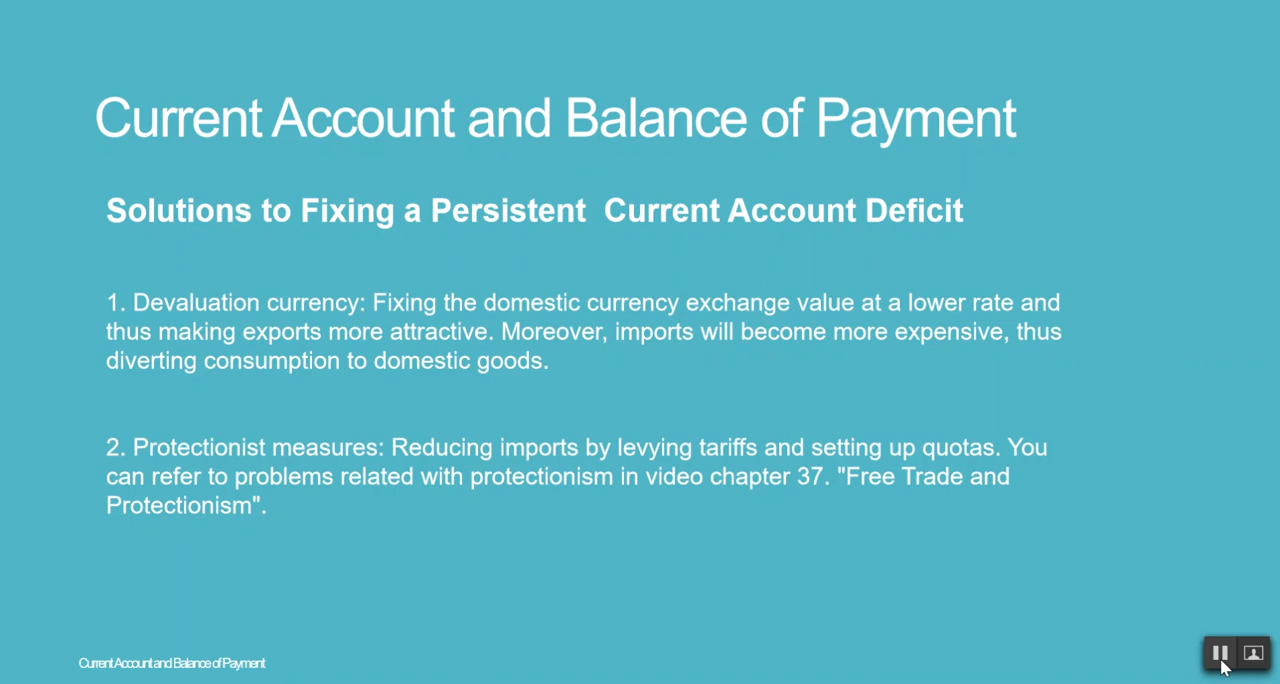 Current Account and Balance of Payment
Solutions to Fixing a Persistent  Current Account Deficit
1. Devaluation currency: Fixing the domestic currency exchange value at a lower rate and
thus making exports more attractive. Moreover, imports will become more expensive, thus
diverting consumption to domestic goods.
2. Protectionist measures: Reducing imports by levying tariffs and setting up quotas. You
can refer to problems related with protectionism in video chapter 37. "Free Trade and
Protectionism".
Current Account and Balance of Payment